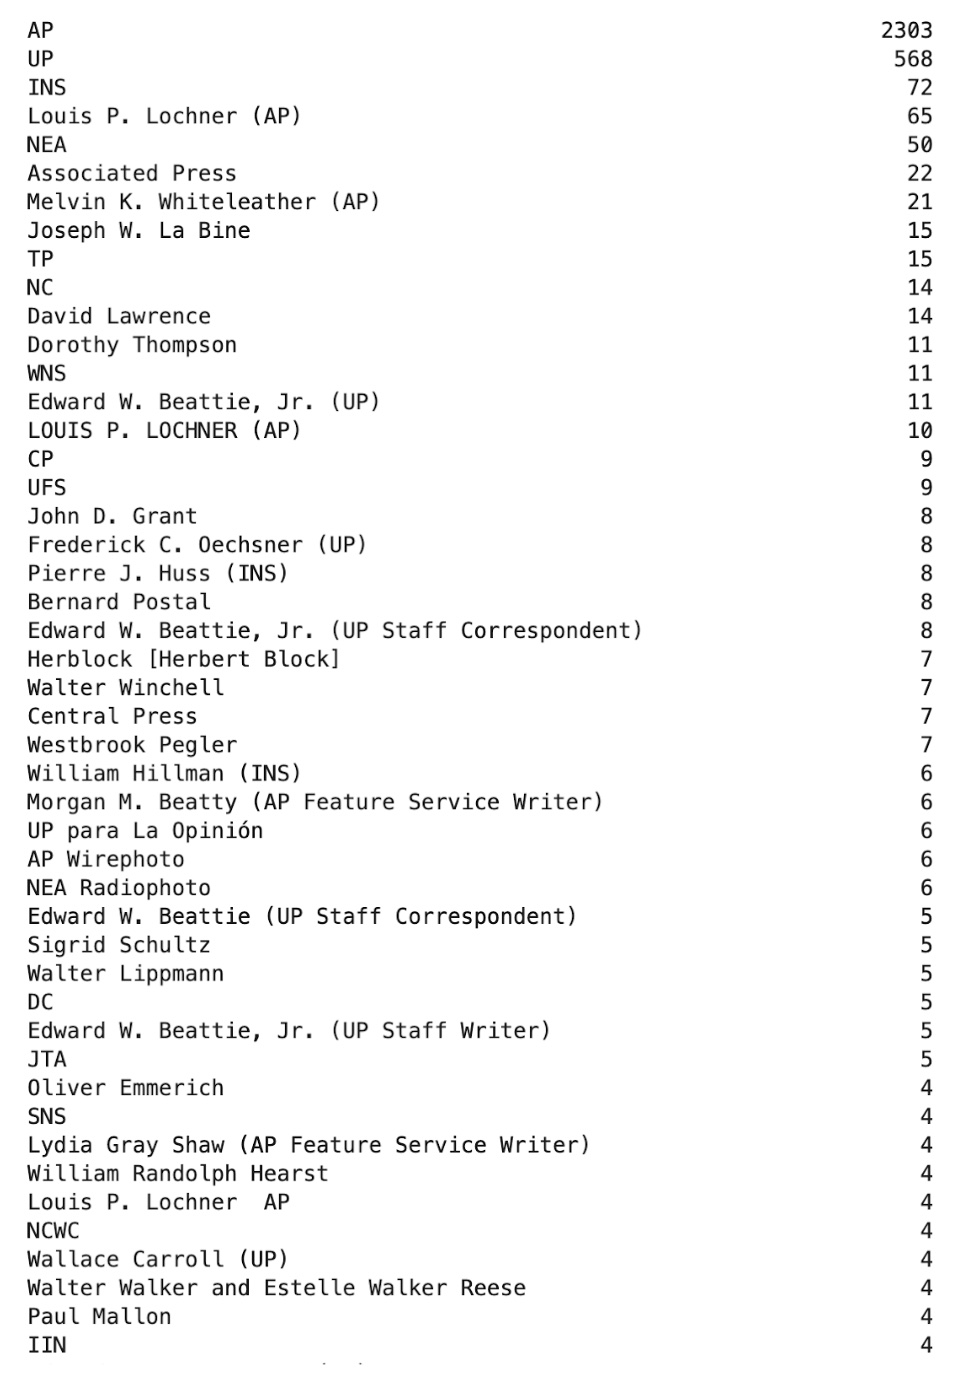 AP 2303
UP 568
INS 72
Louis P. Lochner (AP) 65
NEA 50
Associated Press 22
Melvin K. Whiteleather (AP) 21
Joseph W. La Bine 15
TP 15
NC 14
David Lawrence 14
Dorothy Thompson 11
WNS 11
Edward W. Beattie, Jr. (UP) 11
LOUIS P. LOCHNER (AP) 10
CP 9
UFS 9
John D. Grant 8
Frederick C. Oechsner (UP) 8
Pierre J. Huss (INS) 8
Bernard Postal 8
Edward W. Beattie, Jr. (UP Staff Correspondent) 8
Herblock [Herbert Block] 7
Walter Winchell 7
Central Press 7
Westbrook Pegler 7
William Hillman (INS) 6
Morgan M. Beatty (AP Feature Service Writer) 6
UP para La Opinión 6
AP Wirephoto 6
NEA Radiophoto 6
Edward W. Beattie (UP Staff Correspondent) 5
Sigrid Schultz 5
Walter Lippmann 5
DC 5
Edward W. Beattie, Jr. (UP Staff Writer) 5
JTA 5
Oliver Emmerich 4
SNS 4
Lydia Gray Shaw (AP Feature Service Writer) 4
William Randolph Hearst 4
Louis P. Lochner  AP 4
NCWC 4
Wallace Carroll (UP) 4
Walter Walker and Estelle Walker Reese 4
Paul Mallon 4
IIN 4